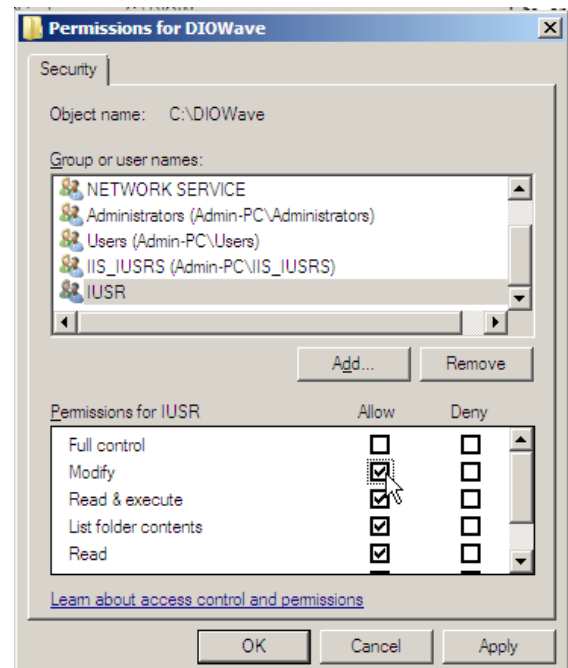 Permissions for DIOWave
Security
Object name: C:\DIOWave
Group or user names:
NETWORK SERVICE
Administrators (Admin-PC\Administrators)
Users (Admin-PC\Users)
IIS_IUSRS (Admin-PC\IIS_IUSRS)
IUSR
Add... Remove
Permissions for IUSR Allow Deny
Full control
Modify
Read & execute
List folder contents
Read
Learn about access control and permissions
OK Cancel Apply